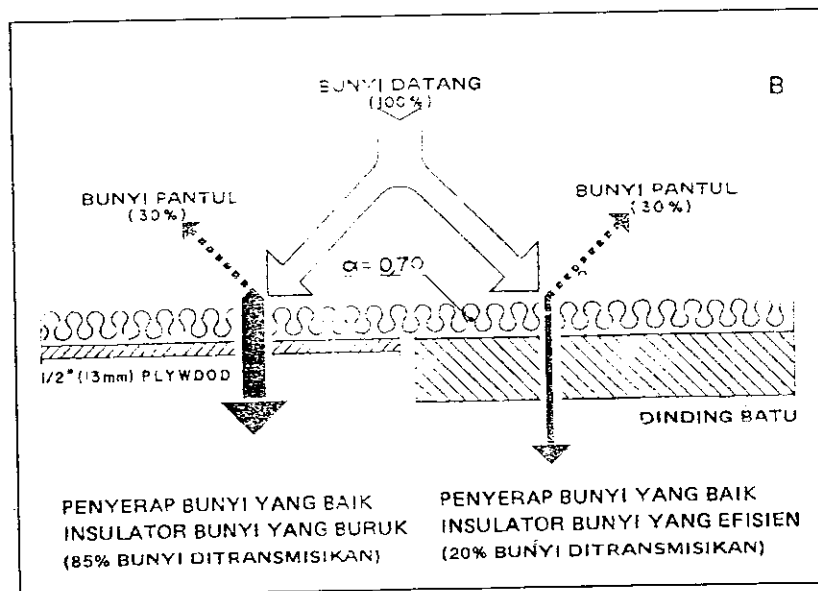 BUNYI DATANG
(100%)
B
BUNYI PANTUL
(30%)
BUNYI PANTUL
(30%)
α = 0.70
1/2" (13mm) PLYWOOD
DINDING BATU
PENYERAP BUNYI YANG BAIK
INSULATOR BUNYI YANG BURUK
(85% BUNYI DITRANSMISIKAN)
PENYERAP BUNYI YANG BAIK
INSULATOR BUNYI YANG EFISIEN
(20% BUNYI DITRANSMISIKAN)